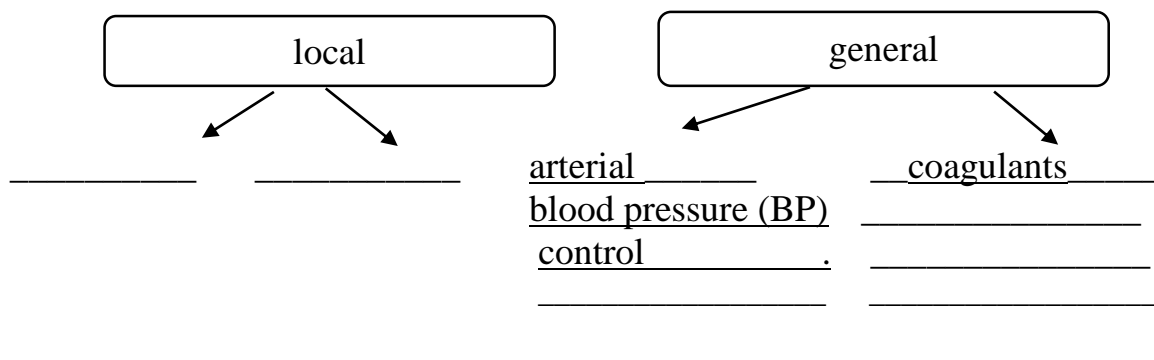 local
general
arterial
coagulants
blood pressure (BP)
control .